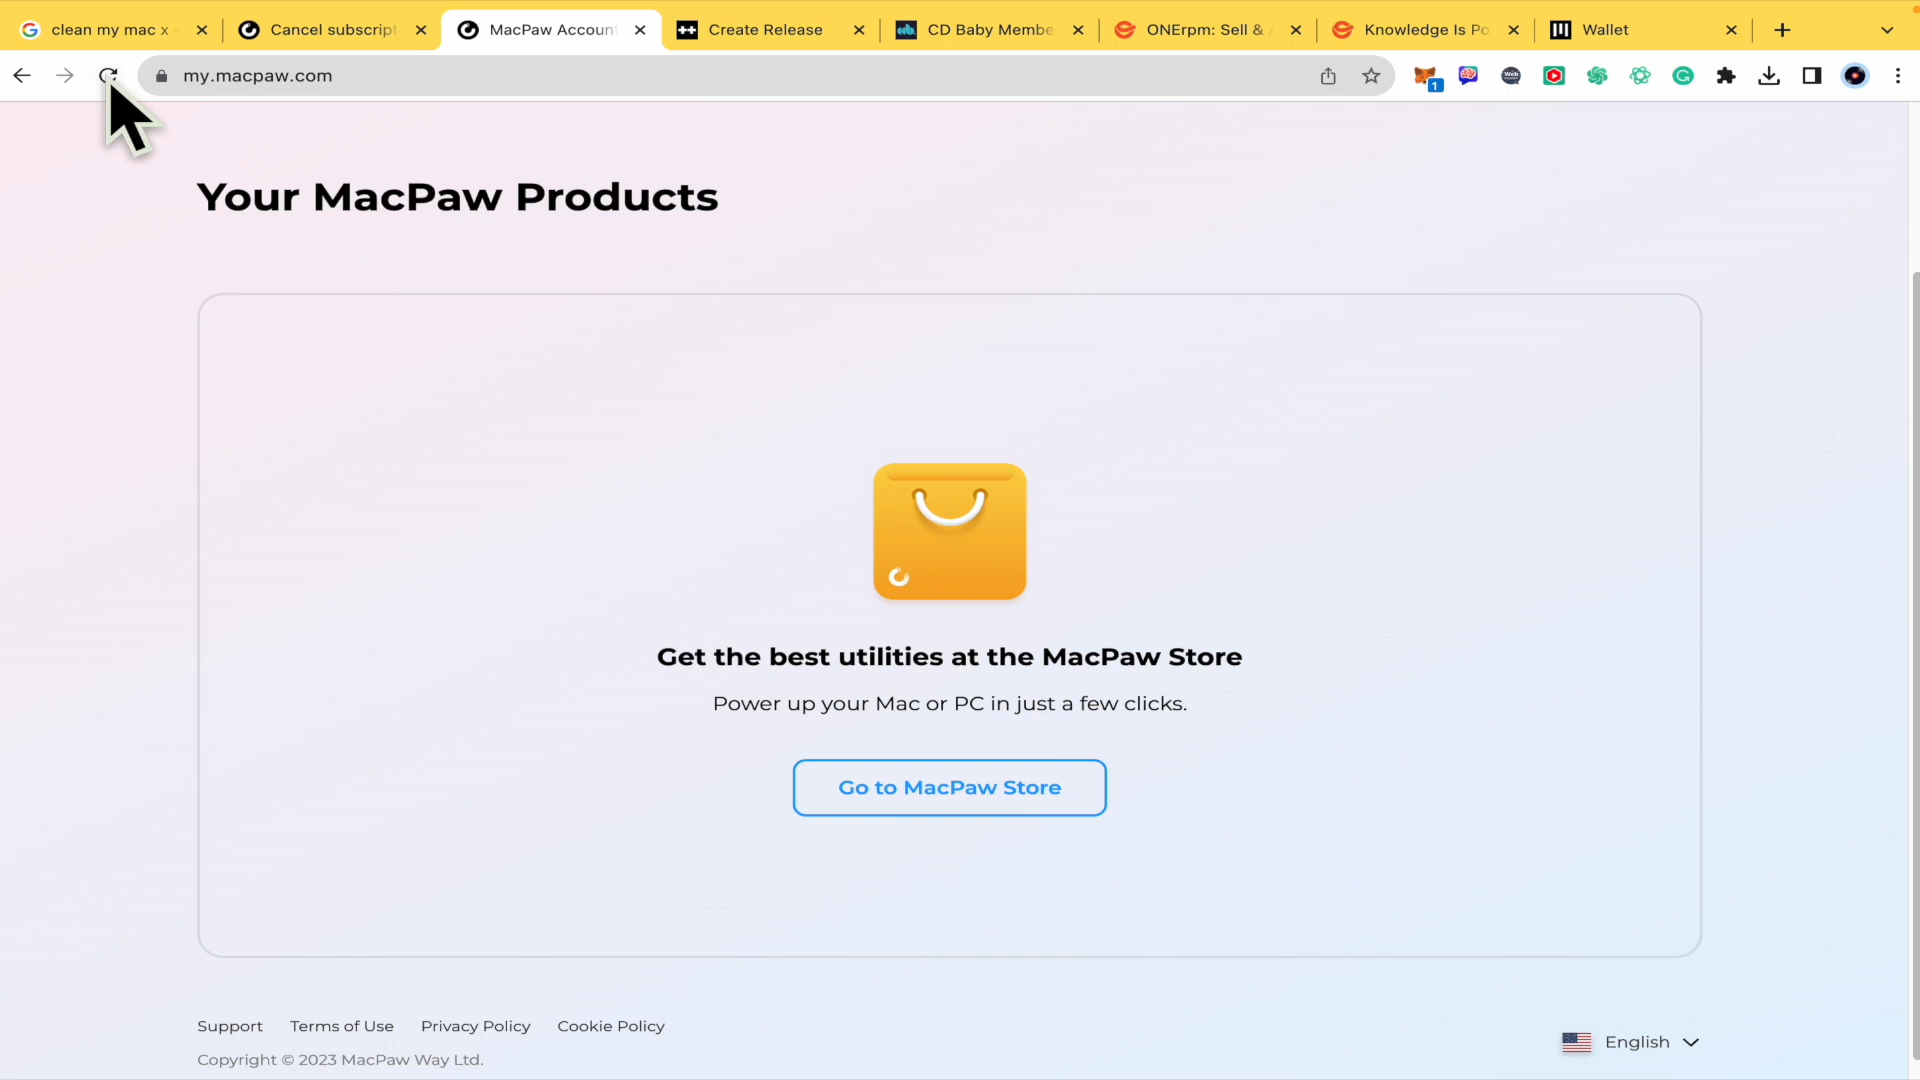 clean my mac x -
Cancel subscript
MacPaw Accoun
Create Release
CD Baby Membe
ONErpm: Sell & A
Knowledge Is Po
Wallet
my.macpaw.com
1
Your MacPaw Products
Get the best utilities at the MacPaw Store
Power up your Mac or PC in just a few clicks.
Go to MacPaw Store
Support
Terms of Use
Privacy Policy
Cookie Policy
English
Copyright © 2023 MacPaw Way Ltd.